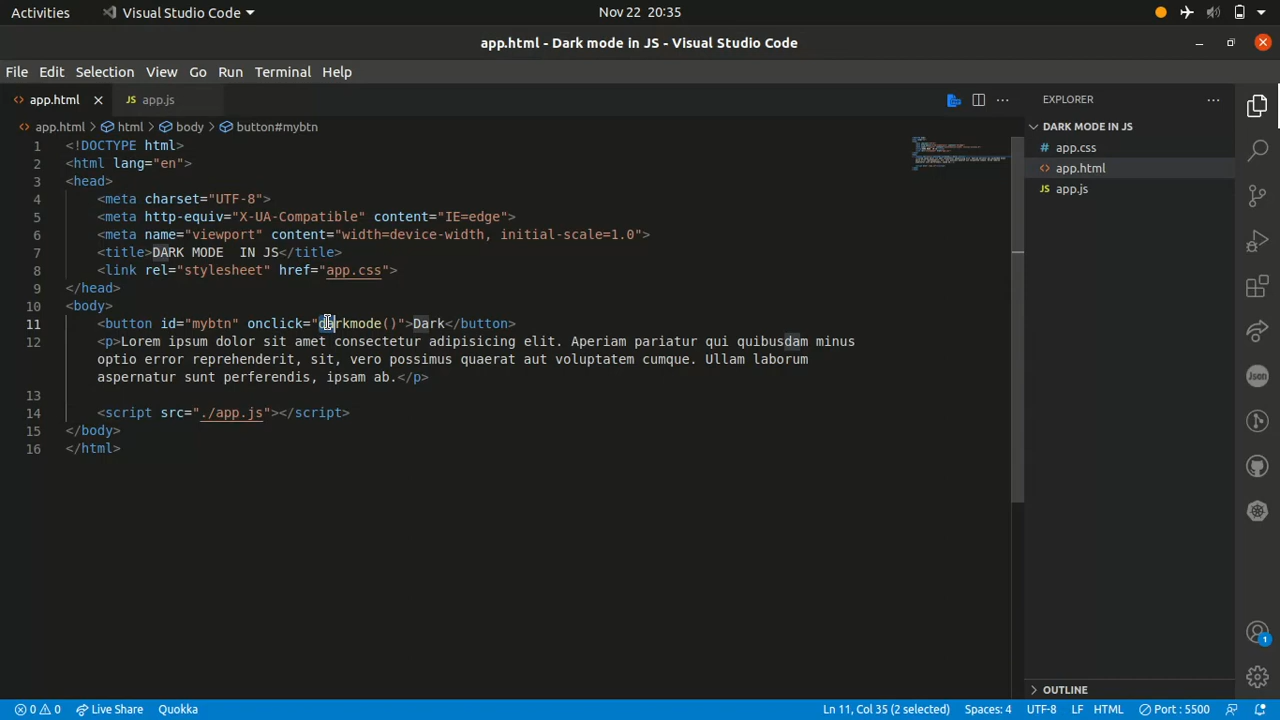 Activities Visual Studio Code Nov 22 20:35
app.html - Dark mode in JS - Visual Studio Code
File Edit Selection View Go Run Terminal Help
app.html JS app.js EXPLORER
app.html html body button#mybtn
DARK MODE IN JS
app.css
app.html
JS app.js
1 <!DOCTYPE html>
2 <html lang="en">
3 <head>
4 <meta charset="UTF-8">
5 <meta http-equiv="X-UA-Compatible" content="IE=edge">
6 <meta name="viewport" content="width=device-width, initial-scale=1.0">
7 <title>DARK MODE  IN JS</title>
8 <link rel="stylesheet" href="app.css">
9 </head>
10 <body>
11 <button id="mybtn" onclick="darkmode()">Dark</button>
12 <p>Lorem ipsum dolor sit amet consectetur adipisicing elit. Aperiam pariatur qui quibusdam minus
optio error reprehenderit, sit, vero possimus quaerat aut voluptatem cumque. Ullam laborum
aspernatur sunt perferendis, ipsam ab.</p>
13
14 <script src="./app.js"></script>
15 </body>
16 </html>
Json
1
OUTLINE
0 0 Live Share Quokka Ln 11, Col 35 (2 selected) Spaces: 4 UTF-8 LF HTML Port : 5500